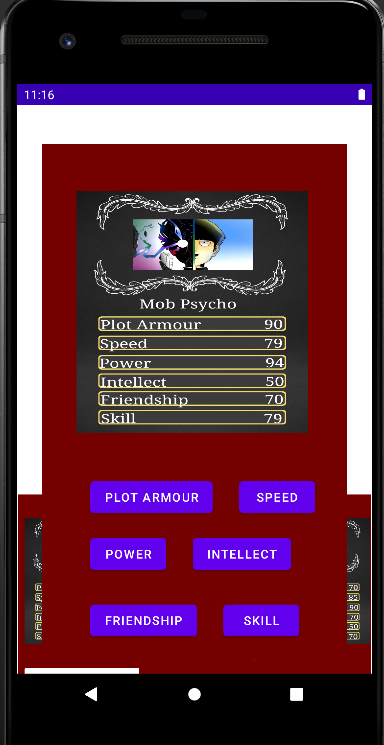 11:16
Mob Psycho
Plot Armour 90
Speed 79
Power 94
Intellect 50
Friendship 70
Skill 79
PLOT ARMOUR SPEED
POWER INTELLECT
FRIENDSHIP SKILL